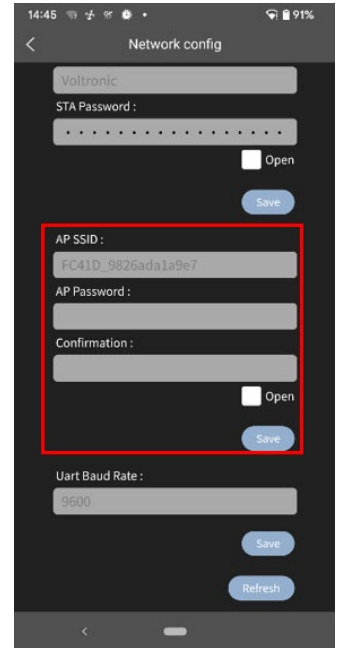 14:45 91%
Network config
Voltronic
STA Password :
Open
Save
AP SSID :
FC41D_9826ada1a9e7
AP Password :
Confirmation :
Open
Save
Uart Baud Rate :
9600
Save
Refresh